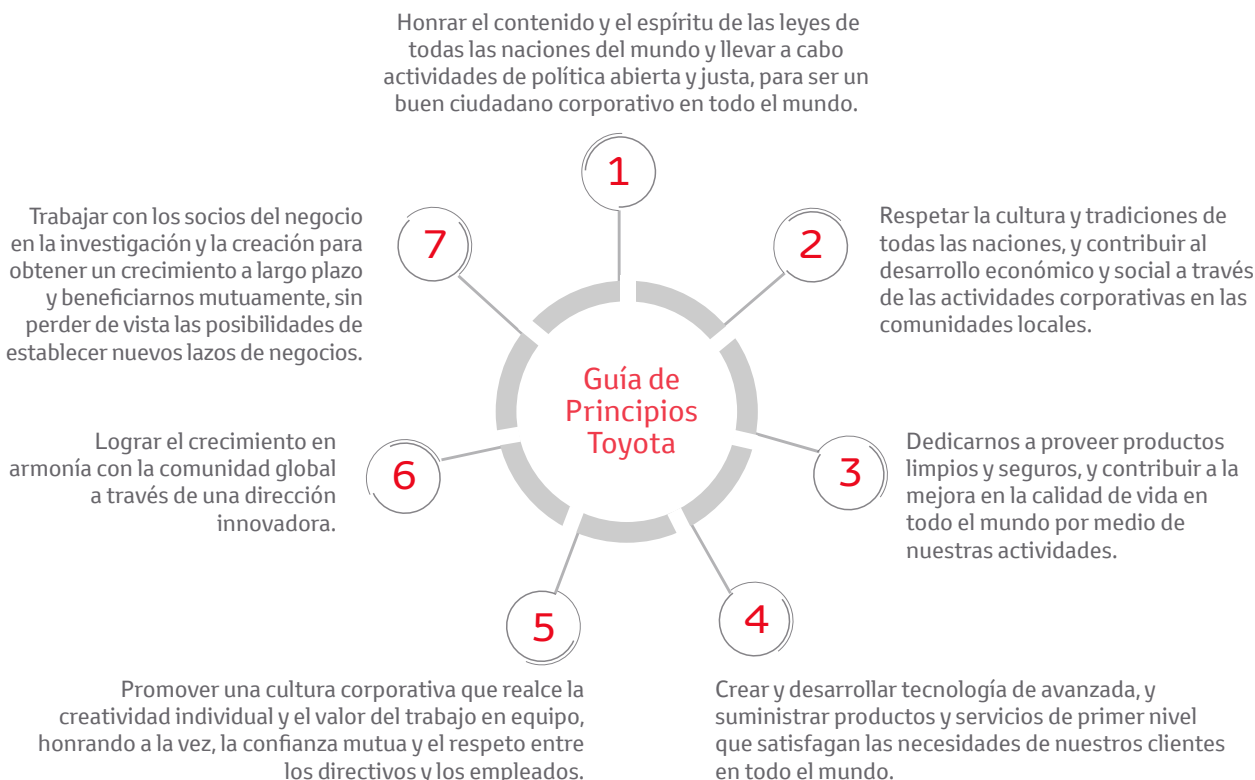 Honrar el contenido y el espíritu de las leyes de
todas las naciones del mundo y llevar a cabo
actividades de política abierta y justa, para ser un
buen ciudadano corporativo en todo el mundo.
1
2
Respetar la cultura y tradiciones de
todas las naciones, y contribuir al
desarrollo económico y social a través
de las actividades corporativas en las
comunidades locales.
3
Dedicarnos a proveer productos
limpios y seguros, y contribuir a la
mejora en la calidad de vida en
todo el mundo por medio de
nuestras actividades.
4
Crear y desarrollar tecnología de avanzada, y
suministrar productos y servicios de primer nivel
que satisfagan las necesidades de nuestros clientes
en todo el mundo.
5
Promover una cultura corporativa que realce la
creatividad individual y el valor del trabajo en equipo,
honrando a la vez, la confianza mutua y el respeto entre
los directivos y los empleados.
6
Lograr el crecimiento en
armonía con la comunidad global
a través de una dirección
innovadora.
7
Trabajar con los socios del negocio
en la investigación y la creación para
obtener un crecimiento a largo plazo
y beneficiarnos mutuamente, sin
perder de vista las posibilidades de
establecer nuevos lazos de negocios.
Guía de
Principios
Toyota